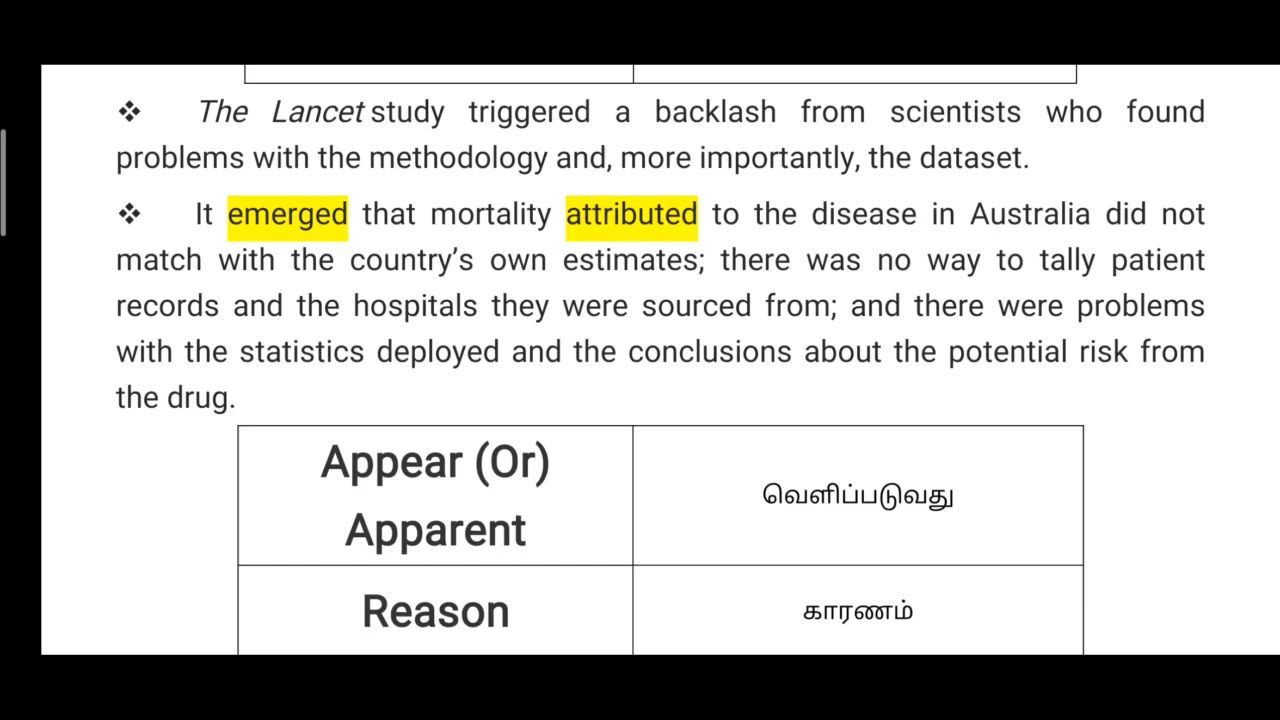 ❖ The Lancet study triggered a backlash from scientists who found
problems with the methodology and, more importantly, the dataset.
❖ It emerged that mortality attributed to the disease in Australia did not
match with the country’s own estimates; there was no way to tally patient
records and the hospitals they were sourced from; and there were problems
with the statistics deployed and the conclusions about the potential risk from
the drug.
Appear (Or)
Apparent
வெளிப்படுவது
Reason
காரணம்